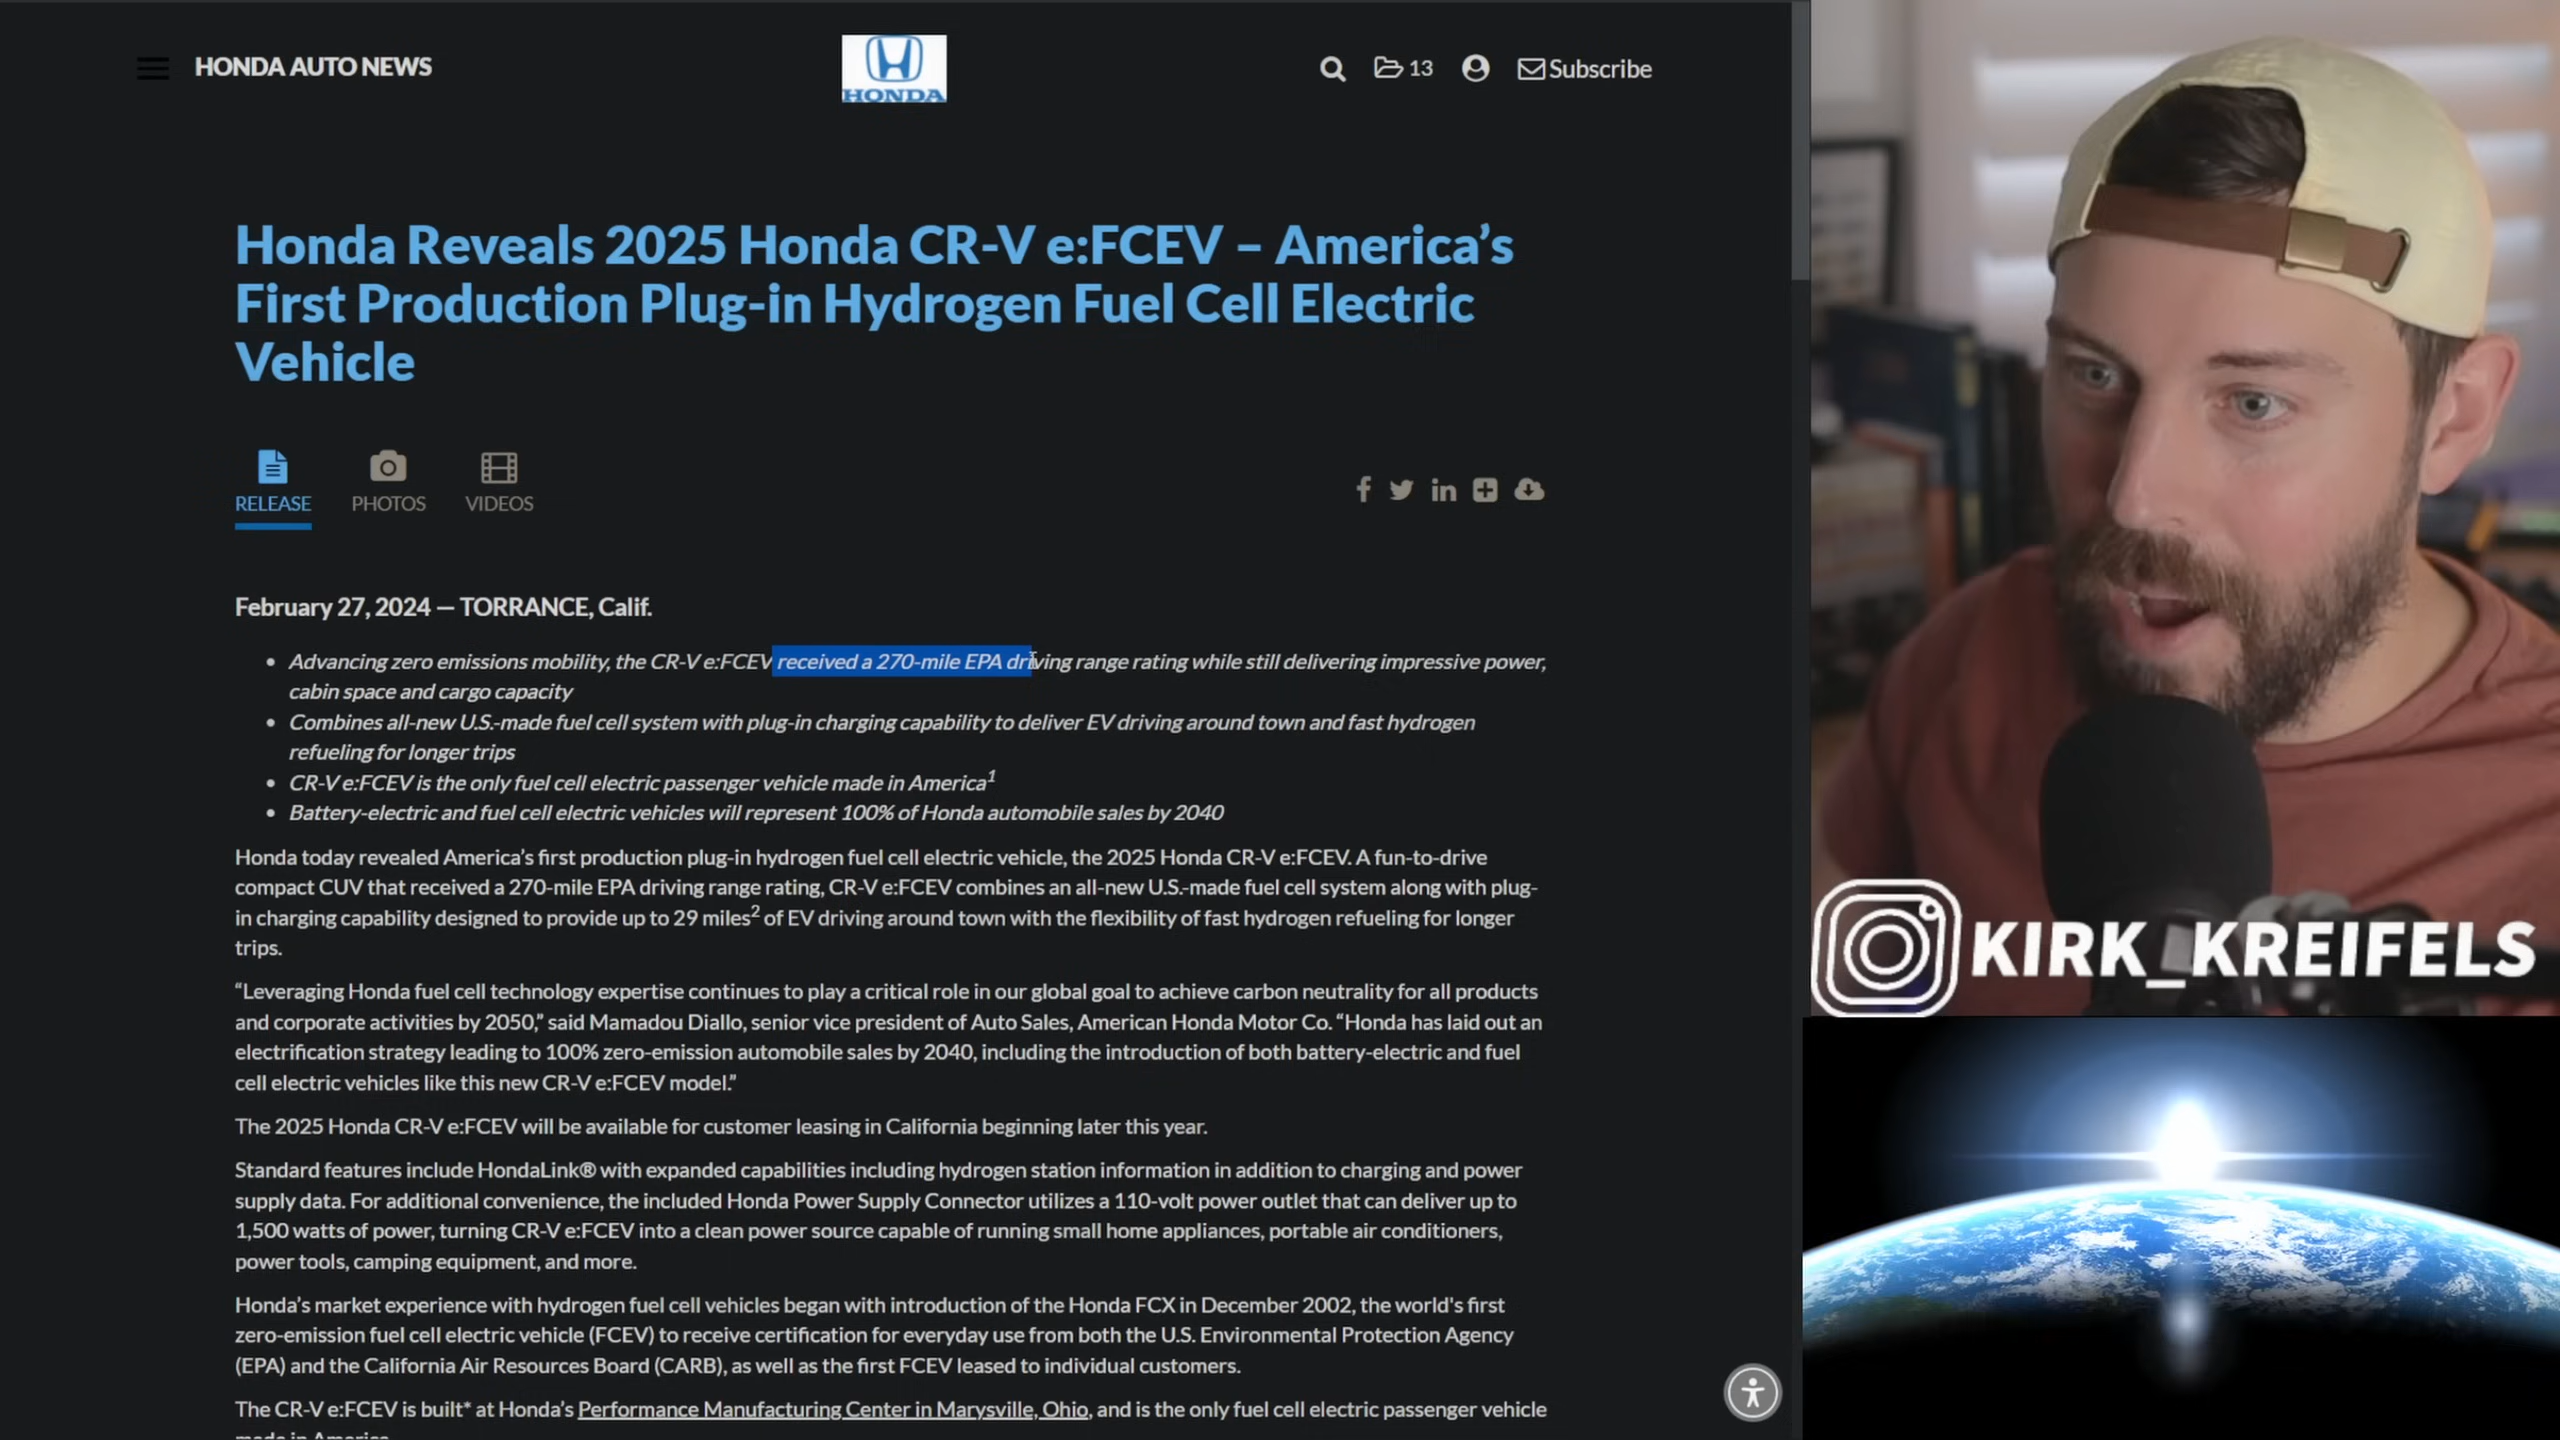 HONDA AUTO NEWS
HONDA
13
Subscribe
Honda Reveals 2025 Honda CR-V e:FCEV – America’s
First Production Plug-in Hydrogen Fuel Cell Electric
Vehicle
RELEASE
PHOTOS
VIDEOS
February 27, 2024 — TORRANCE, Calif.
• Advancing zero emissions mobility, the CR-V e:FCEV received a 270-mile EPA driving range rating while still delivering impressive power,
cabin space and cargo capacity
• Combines all-new U.S.-made fuel cell system with plug-in charging capability to deliver EV driving around town and fast hydrogen
refueling for longer trips
• CR-V e:FCEV is the only fuel cell electric passenger vehicle made in America1
• Battery-electric and fuel cell electric vehicles will represent 100% of Honda automobile sales by 2040
Honda today revealed America’s first production plug-in hydrogen fuel cell electric vehicle, the 2025 Honda CR-V e:FCEV. A fun-to-drive
compact CUV that received a 270-mile EPA driving range rating, CR-V e:FCEV combines an all-new U.S.-made fuel cell system along with plug-
in charging capability designed to provide up to 29 miles2 of EV driving around town with the flexibility of fast hydrogen refueling for longer
trips.
“Leveraging Honda fuel cell technology expertise continues to play a critical role in our global goal to achieve carbon neutrality for all products
and corporate activities by 2050,” said Mamadou Diallo, senior vice president of Auto Sales, American Honda Motor Co. “Honda has laid out an
electrification strategy leading to 100% zero-emission automobile sales by 2040, including the introduction of both battery-electric and fuel
cell electric vehicles like this new CR-V e:FCEV model.”
The 2025 Honda CR-V e:FCEV will be available for customer leasing in California beginning later this year.
Standard features include HondaLink® with expanded capabilities including hydrogen station information in addition to charging and power
supply data. For additional convenience, the included Honda Power Supply Connector utilizes a 110-volt power outlet that can deliver up to
1,500 watts of power, turning CR-V e:FCEV into a clean power source capable of running small home appliances, portable air conditioners,
power tools, camping equipment, and more.
Honda’s market experience with hydrogen fuel cell vehicles began with introduction of the Honda FCX in December 2002, the world's first
zero-emission fuel cell electric vehicle (FCEV) to receive certification for everyday use from both the U.S. Environmental Protection Agency
(EPA) and the California Air Resources Board (CARB), as well as the first FCEV leased to individual customers.
The CR-V e:FCEV is built* at Honda’s Performance Manufacturing Center in Marysville, Ohio, and is the only fuel cell electric passenger vehicle
made in America.
KIRK_KREIFELS